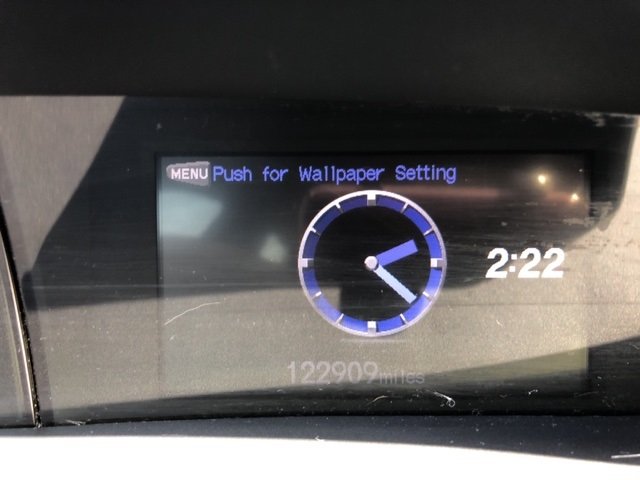 MENU Push for Wallpaper Setting
2:22
122909 miles